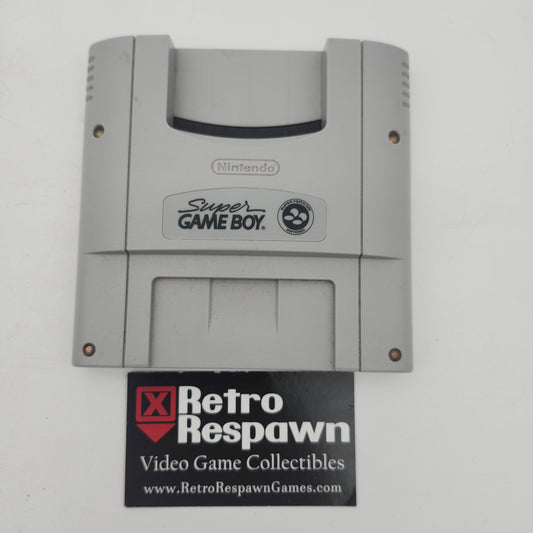 Nintendo
Super
GAME BOY®
X Retro
Respawn
Video Game Collectibles
www.RetroRespawnGames.com